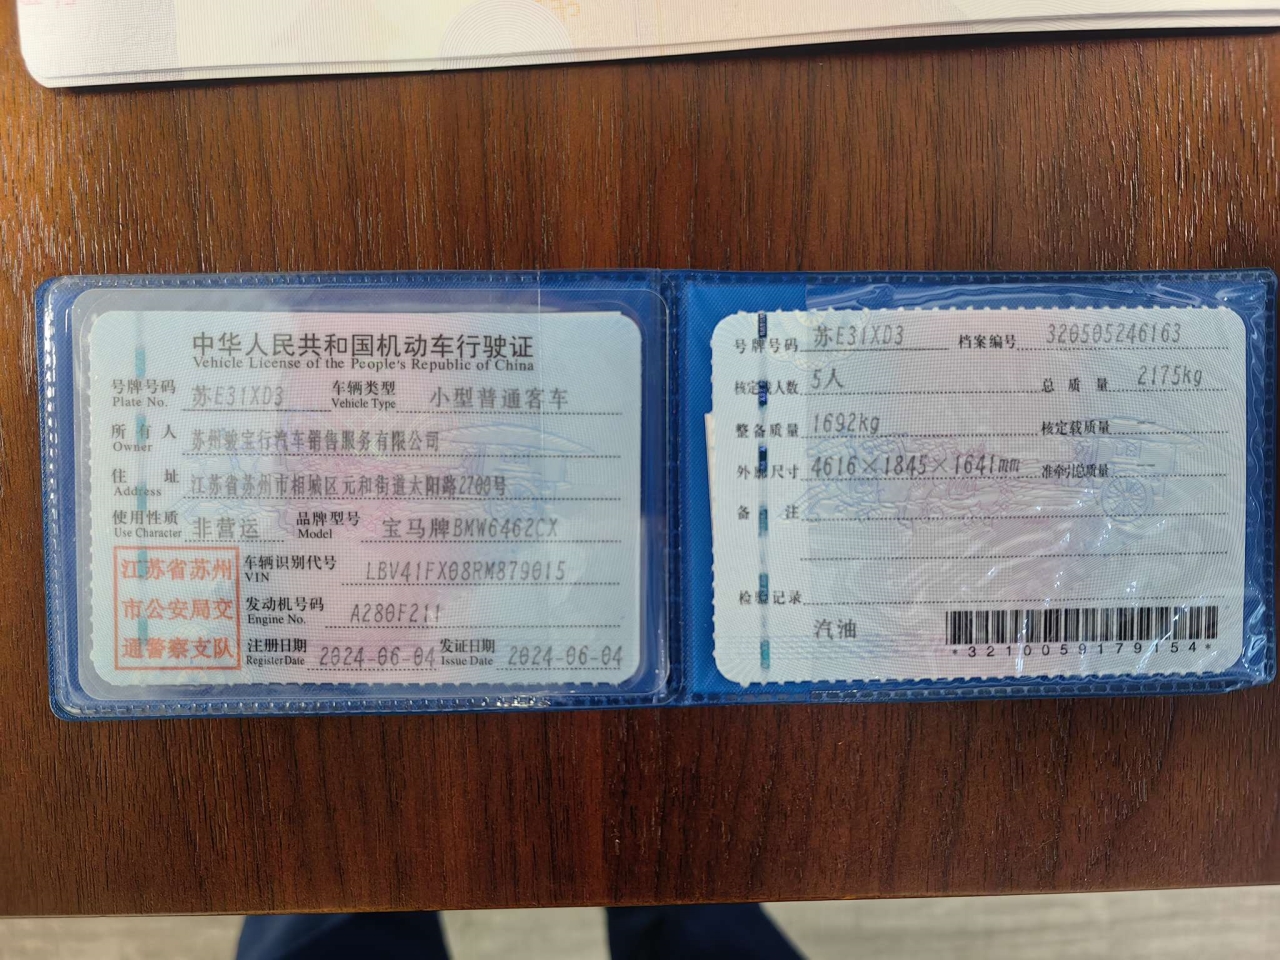 中华人民共和国机动车行驶证
Vehicle License of the People's Republic of China
号牌号码 苏E31XD3 车辆类型 小型普通客车
Plate No. Vehicle Type
所有人 苏州骏宝行汽车销售服务有限公司
Owner
住址 江苏省苏州市相城区元和街道太阳路2700号
Address
使用性质 非营运 品牌型号 宝马牌BMW6462CX
Use Character Model
江苏省苏州
市公安局交
通警察支队
车辆识别代号 LBV41FX08RM879015
VIN
发动机号码 A280F211
Engine No.
注册日期 2024-06-04 发证日期 2024-06-04
Register Date Issue Date
号牌号码 苏E31XD3 档案编号 320505246163
核定载人数 5人 总质量 2175kg
整备质量 1692kg 核定载质量 --
外廓尺寸 4616×1845×1641mm 准牵引总质量 --
备注
检验记录
汽油
*3210059179154*